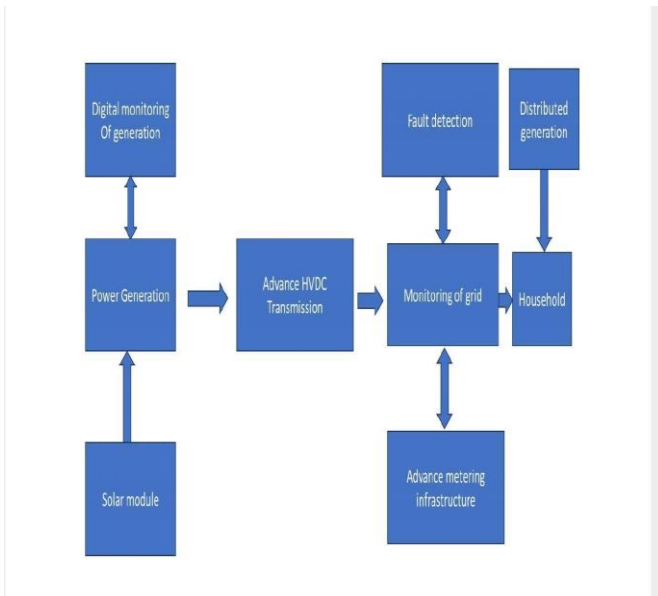 Digital monitoring
Of generation
Fault detection
Distributed
generation
Power Generation
Advance HVDC
Transmission
Monitoring of grid
Household
Solar module
Advance metering
infrastructure